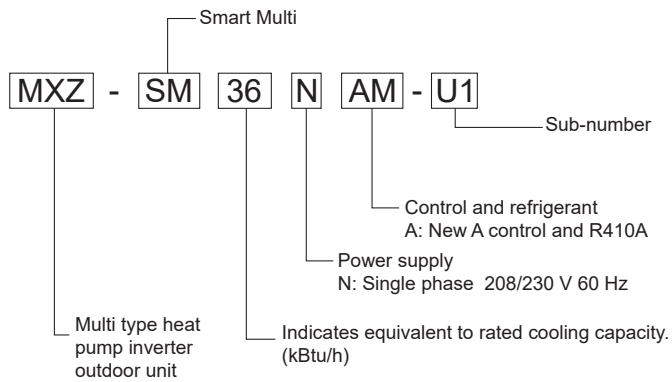 Smart Multi
MXZ - SM 36 N AM - U1
Sub-number
Control and refrigerant
A: New A control and R410A
Power supply
N: Single phase 208/230 V 60 Hz
Indicates equivalent to rated cooling capacity.
(kBtu/h)
Multi type heat
pump inverter
outdoor unit